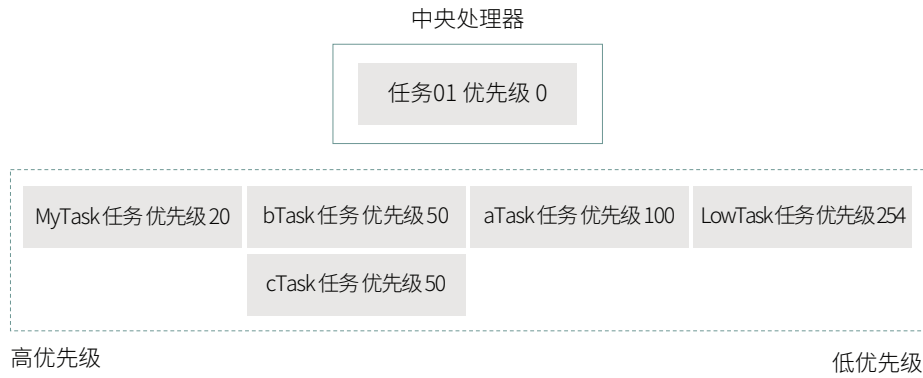 中央处理器
任务01 优先级 0
MyTask 任务 优先级 20
bTask 任务 优先级 50
aTask 任务 优先级 100
LowTask 任务 优先级 254
cTask 任务 优先级 50
高优先级
低优先级